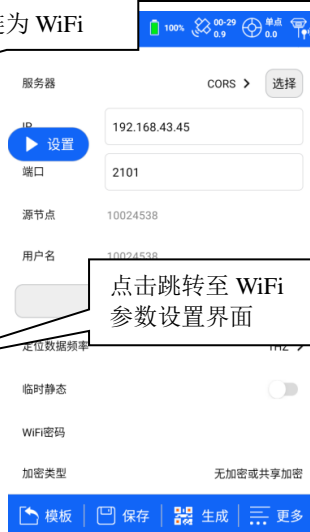 连为 WiFi
100% 00-29 0.9 单点 0.0
服务器 CORS 选择
IP 192.168.43.45
设置
端口 2101
源节点 10024538
用户名 10024538
点击跳转至 WiFi
参数设置界面
定位数据频率 1HZ
临时静态
WiFi密码
加密类型 无加密或共享加密
模板 保存 生成 更多